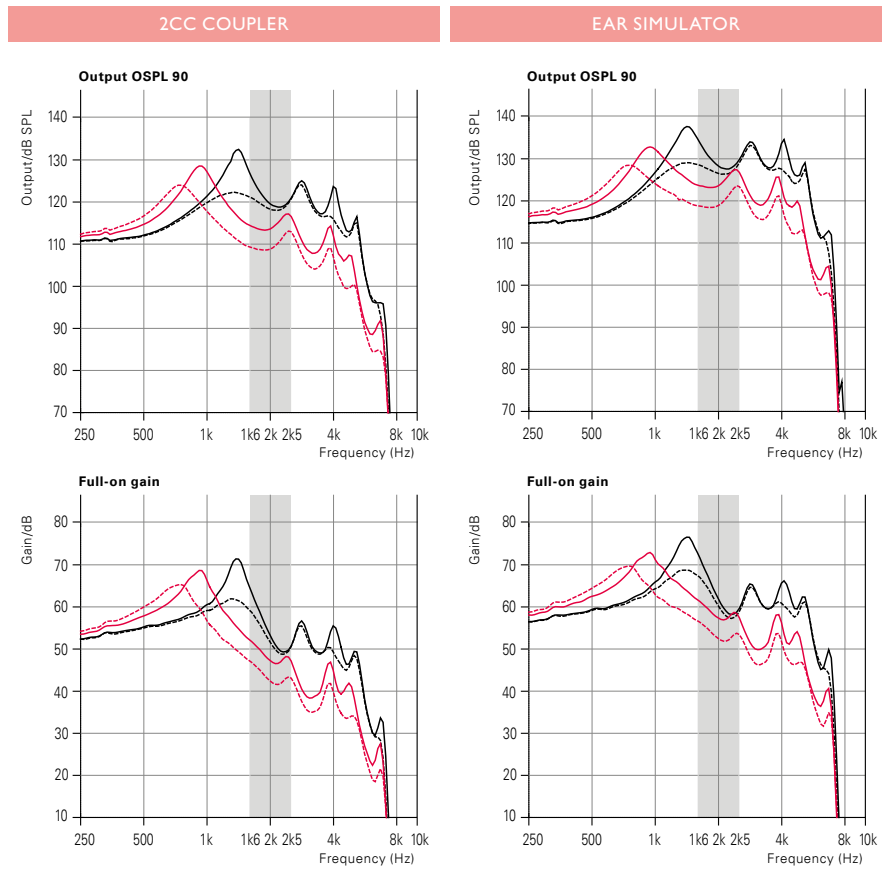 2CC COUPLER
EAR SIMULATOR
Output OSPL 90
Output/dB SPL
140
130
120
110
100
90
80
70
250 500 1k 1k6 2k 2k5 4k 8k 10k
Frequency (Hz)
Output OSPL 90
Output/dB SPL
140
130
120
110
100
90
80
70
250 500 1k 1k6 2k 2k5 4k 8k 10k
Frequency (Hz)
Full-on gain
Gain/dB
80
70
60
50
40
30
20
10
250 500 1k 1k6 2k 2k5 4k 8k 10k
Frequency (Hz)
Full-on gain
Gain/dB
80
70
60
50
40
30
20
10
250 500 1k 1k6 2k 2k5 4k 8k 10k
Frequency (Hz)